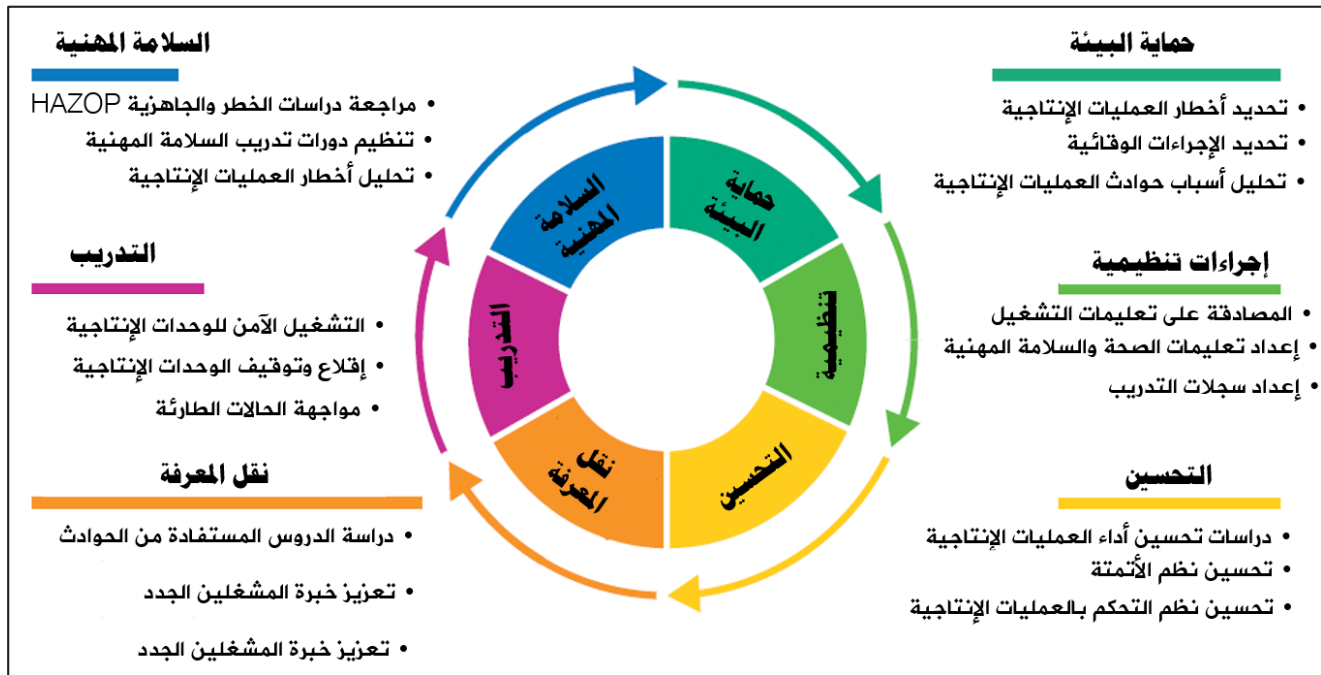 حماية البيئة
• تحديد أخطار العمليات الإنتاجية
• تحديد الإجراءات الوقائية
• تحليل أسباب حوادث العمليات الإنتاجية
إجراءات تنظيمية
• المصادقة على تعليمات التشغيل
• إعداد تعليمات الصحة والسلامة المهنية
• إعداد سجلات التدريب
التحسين
• دراسات تحسين أداء العمليات الإنتاجية
• تحسين نظم الأتمتة
• تحسين نظم التحكم بالعمليات الإنتاجية
حماية
البيئة
تنظيمية
التحسين
نقل
المعرفة
التدريب
السلامة
المهنية
السلامة المهنية
• مراجعة دراسات الخطر والجاهزية HAZOP
• تنظيم دورات تدريب السلامة المهنية
• تحليل أخطار العمليات الإنتاجية
التدريب
• التشغيل الآمن للوحدات الإنتاجية
• إقلاع وتوقيف الوحدات الإنتاجية
• مواجهة الحالات الطارئة
نقل المعرفة
• دراسة الدروس المستفادة من الحوادث
• تعزيز خبرة المشغلين الجدد
• تعزيز خبرة المشغلين الجدد